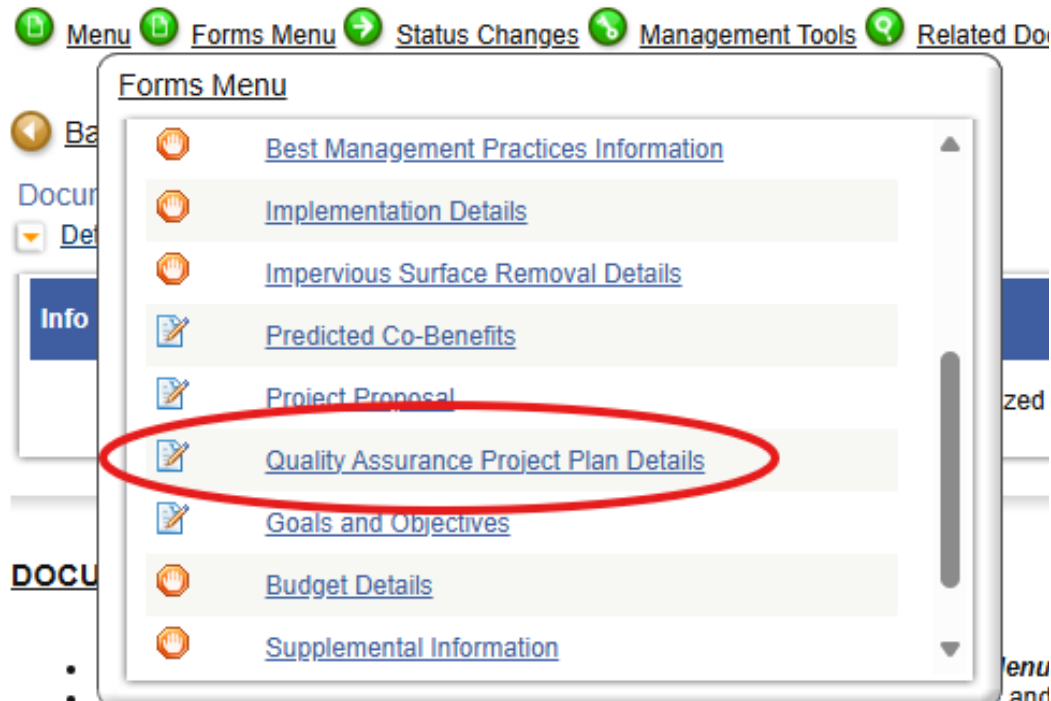 Menu Forms Menu Status Changes Management Tools Related Do
Forms Menu
Ba
Best Management Practices Information
Docum
Implementation Details
Det
Impervious Surface Removal Details
Info
Predicted Co-Benefits
Project Proposal
zed
Quality Assurance Project Plan Details
Goals and Objectives
DOCU
Budget Details
Supplemental Information
lenu
and